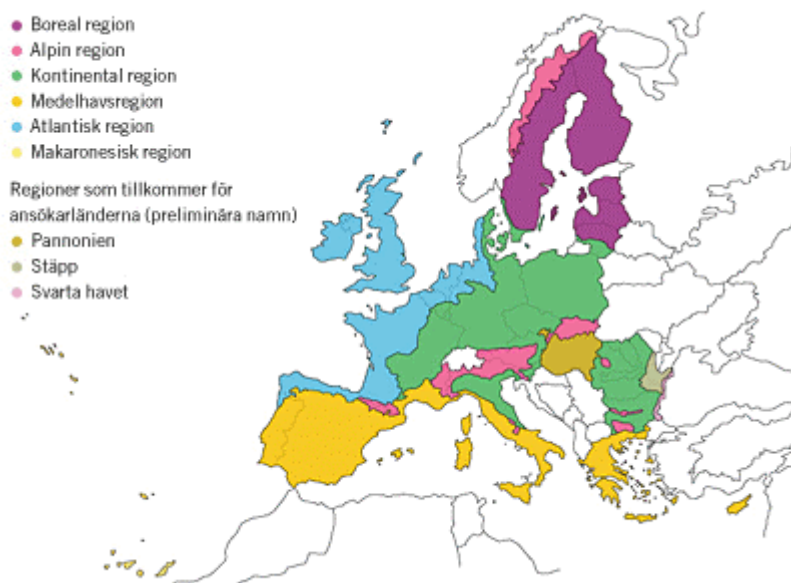 Boreal region
Alpin region
Kontinental region
Medelhavsregion
Atlantisk region
Makaronesisk region
Regioner som tillkommer för
ansökarländerna (preliminära namn)
Pannonien
Stäpp
Svarta havet